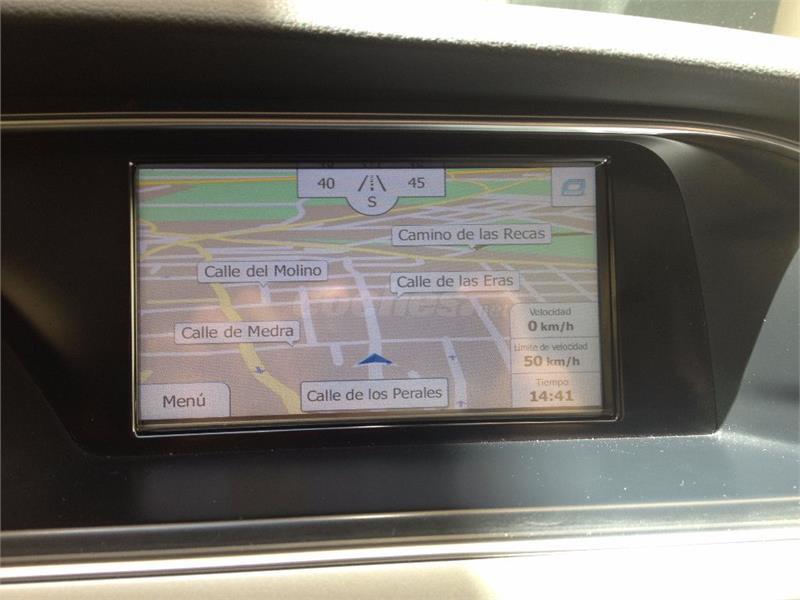 40 45
S
Camino de las Recas
Calle del Molino
Calle de las Eras
Velocidad
0 km/h
Calle de Medra
Límite de velocidad
50 km/h
Tiempo
14:41
Menú
Calle de los Perales